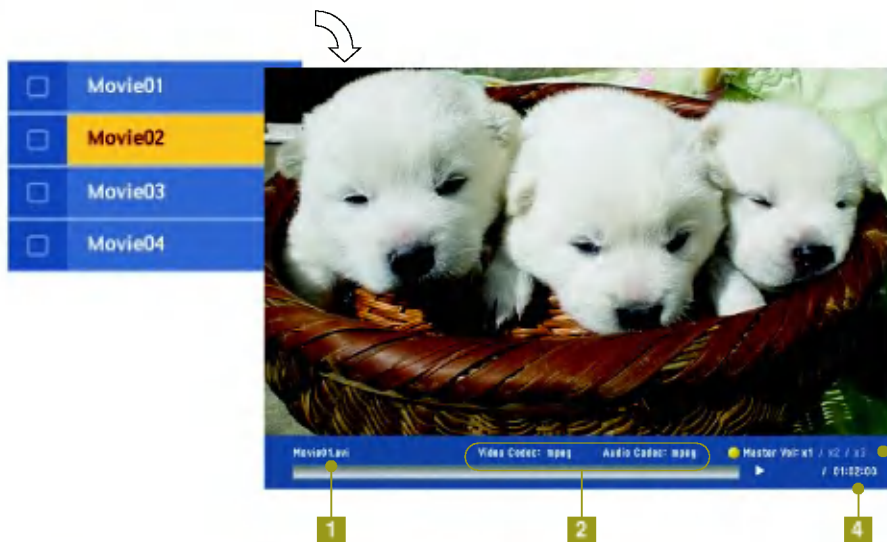 Movie01
Movie02
Movie03
Movie04
Movie01.avi
Video Codec: mpeg
Audio Codec: mpeg
Master Vol: x1 / x2 / x3
/ 01:02:00
1
2
4